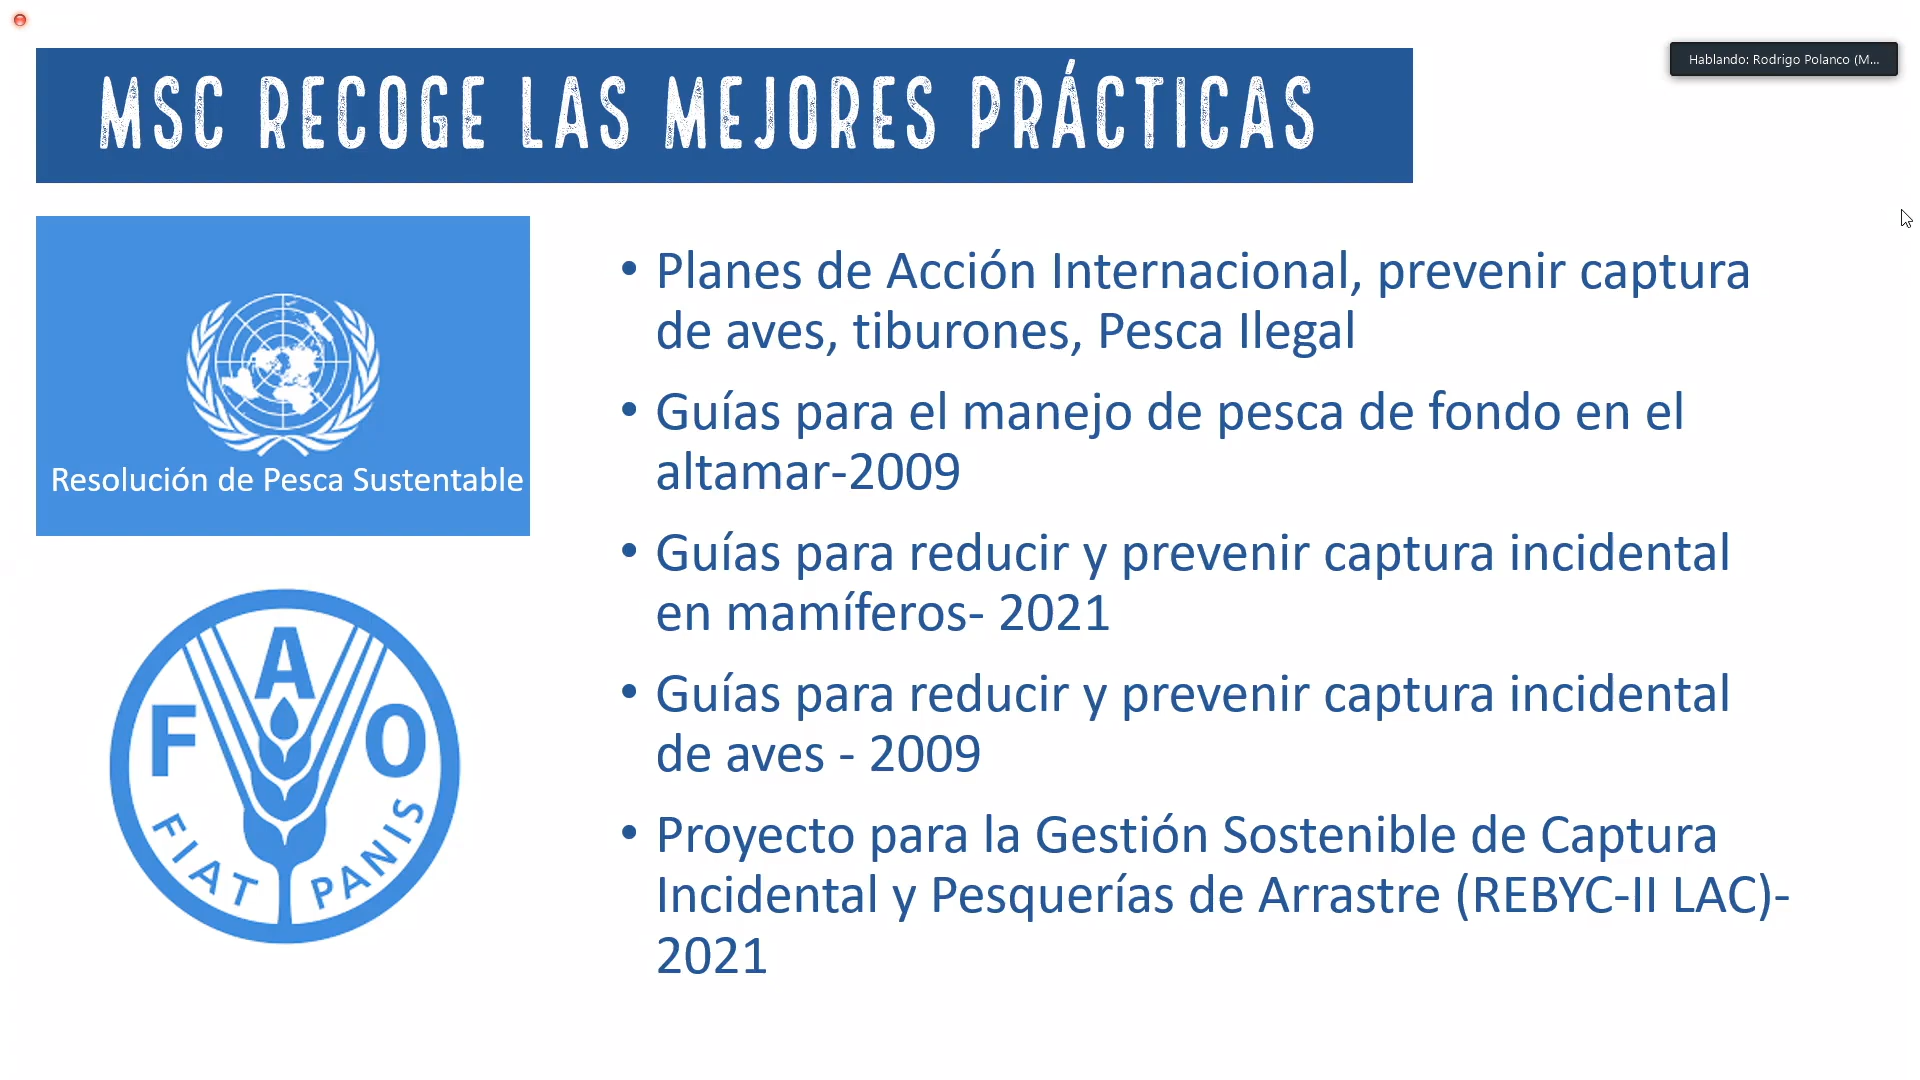 Hablando: Rodrigo Polanco (M...
MSC RECOGE LAS MEJORES PRÁCTICAS
Resolución de Pesca Sustentable
F A O
FIAT PANIS
• Planes de Acción Internacional, prevenir captura
de aves, tiburones, Pesca Ilegal
• Guías para el manejo de pesca de fondo en el
altamar-2009
• Guías para reducir y prevenir captura incidental
en mamíferos- 2021
• Guías para reducir y prevenir captura incidental
de aves - 2009
• Proyecto para la Gestión Sostenible de Captura
Incidental y Pesquerías de Arrastre (REBYC-II LAC)-
2021